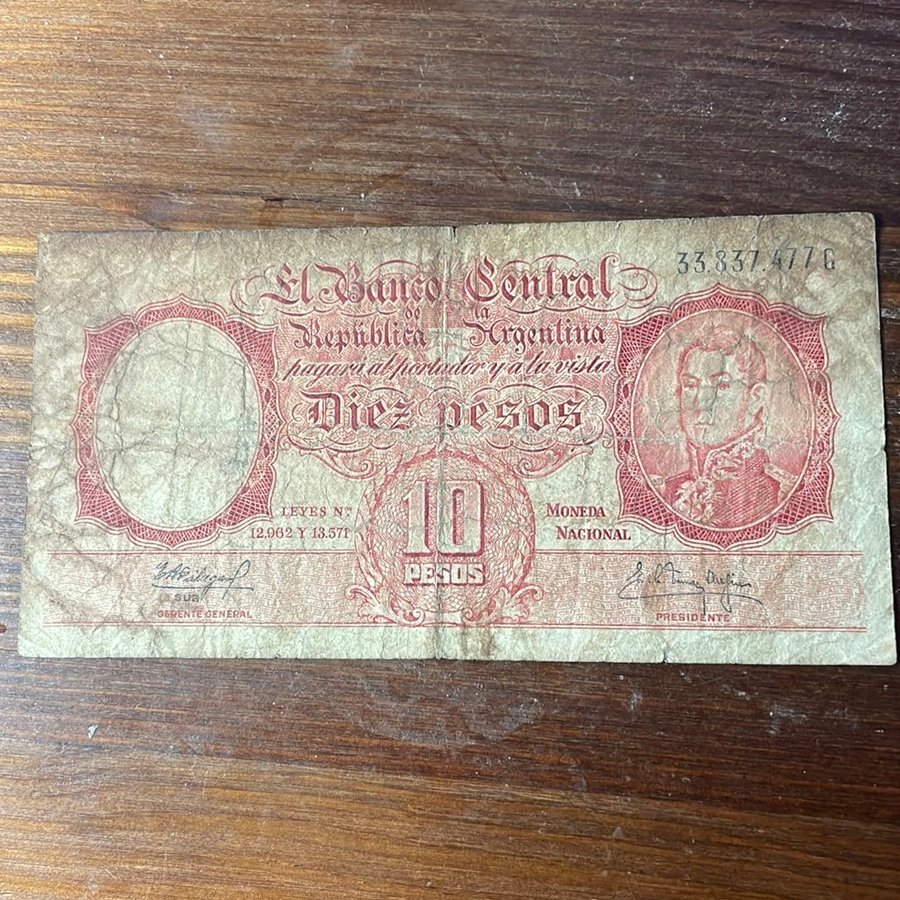 33.837.477 G
El Banco Central
de la
República Argentina
pagará al portador y a la vista
Diez pesos
LEYES Nos
12.962 Y 13.571
10
PESOS
MONEDA
NACIONAL
SUB
GERENTE GENERAL
PRESIDENTE